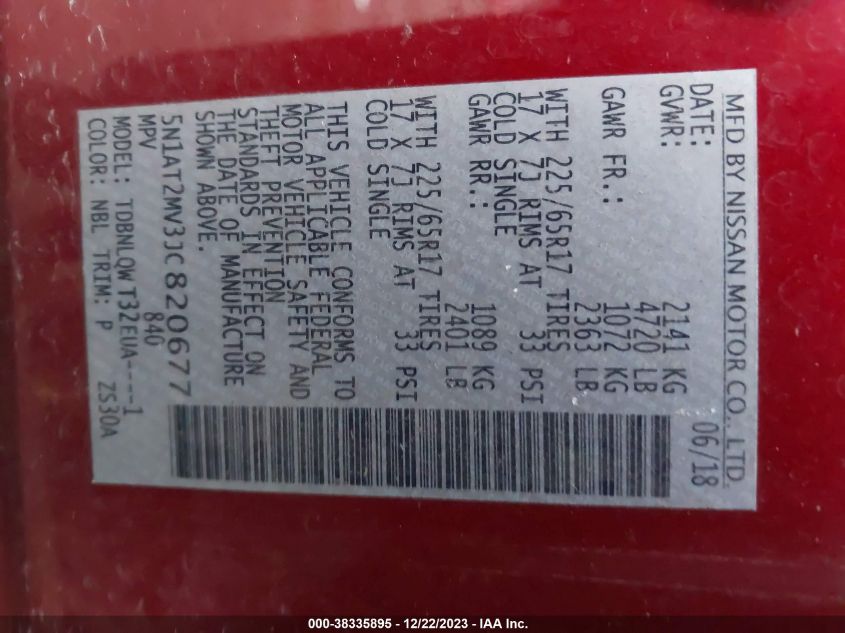 MFD BY NISSAN MOTOR CO., LTD.
DATE: 06/18
GVWR: 2141 KG
4720 LB
GAWR FR.: 1072 KG
2363 LB
WITH 225/65R17 TIRES
17 X 7J RIMS AT 33 PSI
COLD SINGLE
GAWR RR.: 1089 KG
2401 LB
WITH 225/65R17 TIRES
17 X 7J RIMS AT 33 PSI
COLD SINGLE
THIS VEHICLE CONFORMS TO
ALL APPLICABLE FEDERAL
MOTOR VEHICLE SAFETY AND
THEFT PREVENTION
STANDARDS IN EFFECT ON
THE DATE OF MANUFACTURE
SHOWN ABOVE.
5N1AT2MV3JC820677
MPV 840
MODEL: TDBNLQWT32EUA----1
COLOR: NBL TRIM: P ZS30A
000-38335895 - 12/22/2023 - IAA Inc.